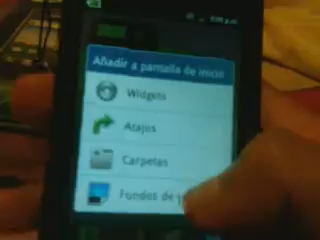 Añadir a pantalla de inicio
Widgets
Atajos
Carpetas
Fondos de